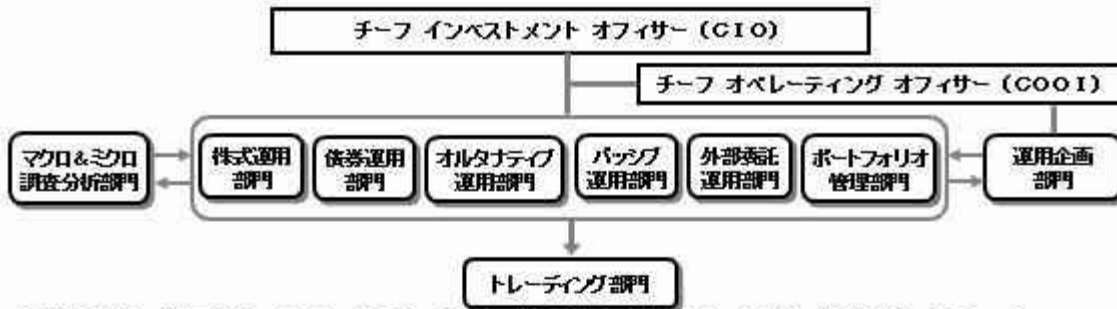 チーフ インベストメント オフィサー (CIO)
チーフ オペレーティング オフィサー (COOI)
マクロ&ミクロ
調査分析部門
株式運用
部門
債券運用
部門
オルタナティブ
運用部門
パッシブ
運用部門
外部委託
運用部門
ポートフォリオ
管理部門
運用企画
部門
トレーディング部門